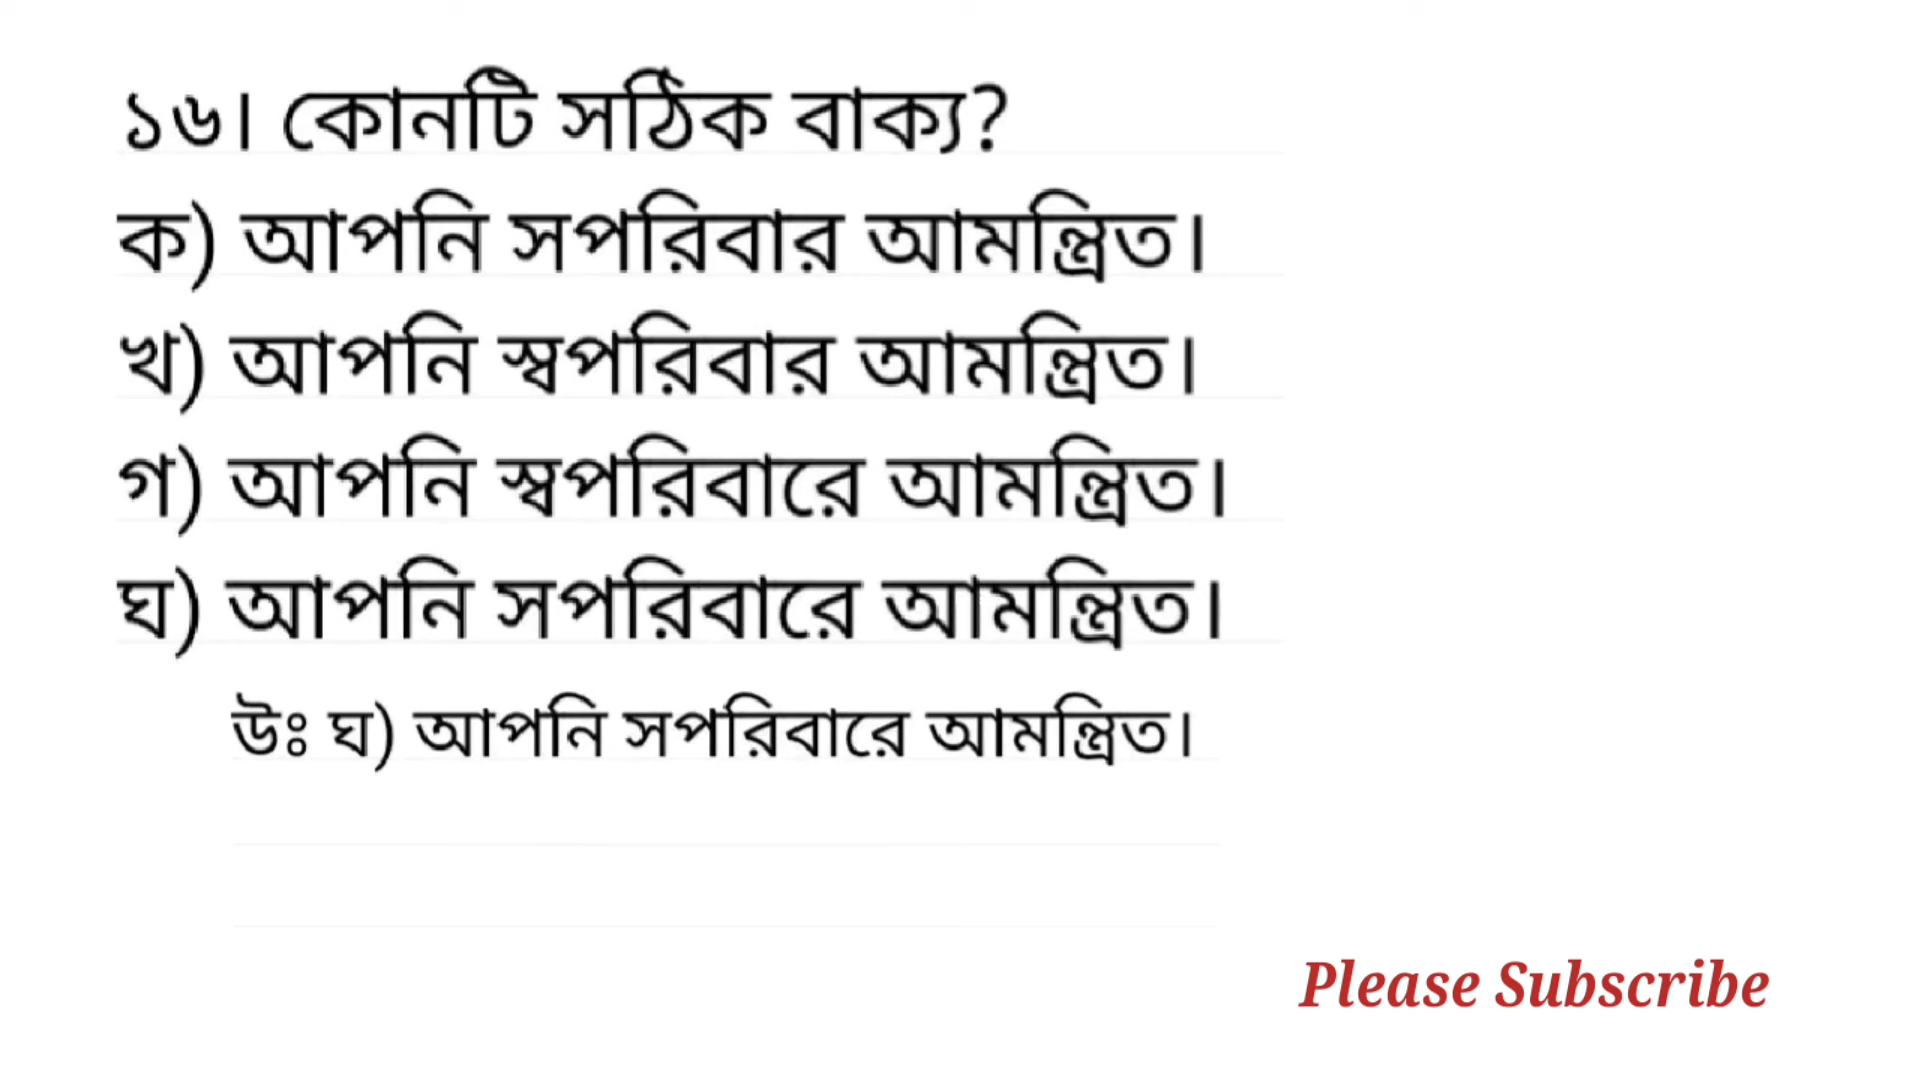 ১৬। কোনটি সঠিক বাক্য?
ক) আপনি সপরিবার আমন্ত্রিত।
খ) আপনি স্বপরিবার আমন্ত্রিত।
গ) আপনি স্বপরিবারে আমন্ত্রিত।
ঘ) আপনি সপরিবারে আমন্ত্রিত।
উঃ ঘ) আপনি সপরিবারে আমন্ত্রিত।
Please Subscribe